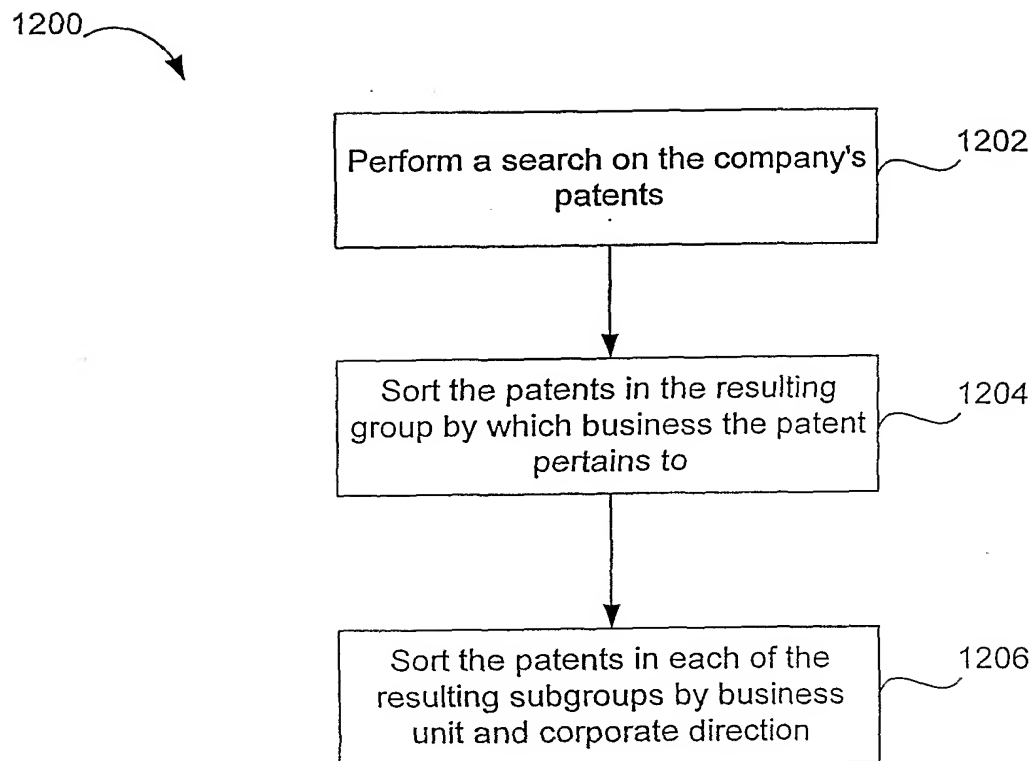 1200
Perform a search on the company's
patents
1202
Sort the patents in the resulting
group by which business the patent
pertains to
1204
Sort the patents in each of the
resulting subgroups by business
unit and corporate direction
1206